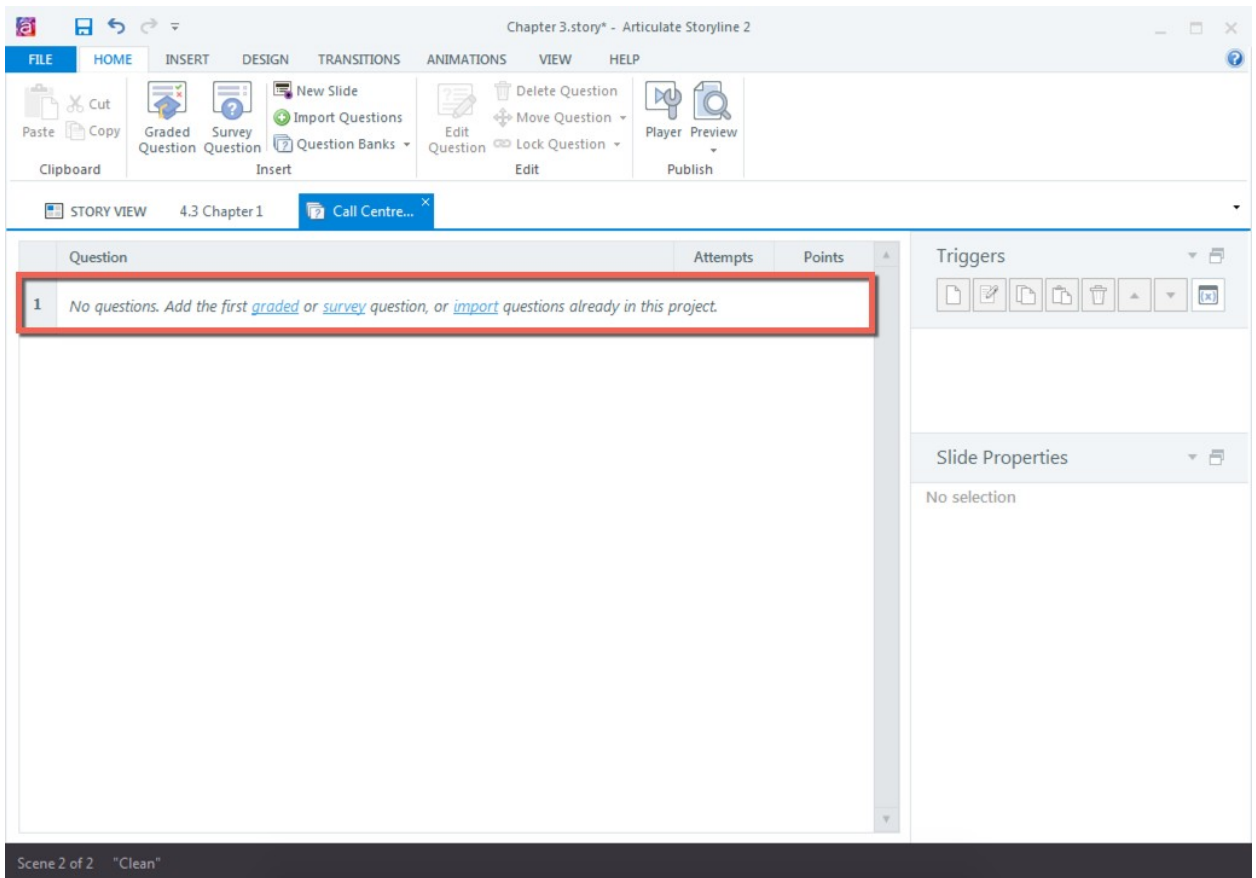 Chapter 3.story* - Articulate Storyline 2
FILE HOME INSERT DESIGN TRANSITIONS ANIMATIONS VIEW HELP
Paste
Cut
Copy
Clipboard
Graded Question
Survey Question
New Slide
Import Questions
Question Banks
Insert
Edit Question
Delete Question
Move Question
Lock Question
Edit
Player
Preview
Publish
STORY VIEW 4.3 Chapter 1 Call Centre...
Question Attempts Points
1 No questions. Add the first graded or survey question, or import questions already in this project.
Triggers
(x)
Slide Properties
No selection
Scene 2 of 2 "Clean"